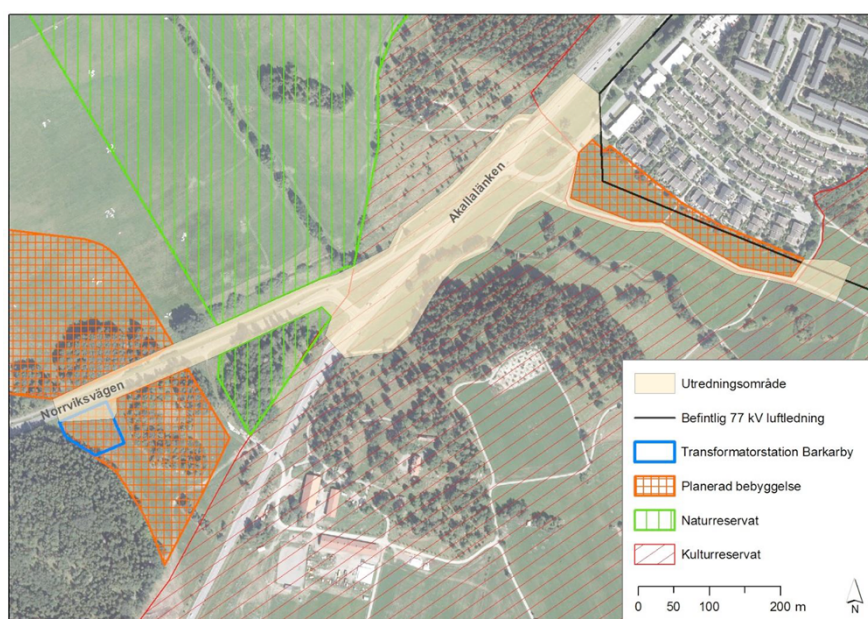 Akallalänken
Norrviksvägen
Utredningsområde
Befintlig 77 kV luftledning
Transformatorstation Barkarby
Planerad bebyggelse
Naturreservat
Kulturreservat
0 50 100 200 m
N